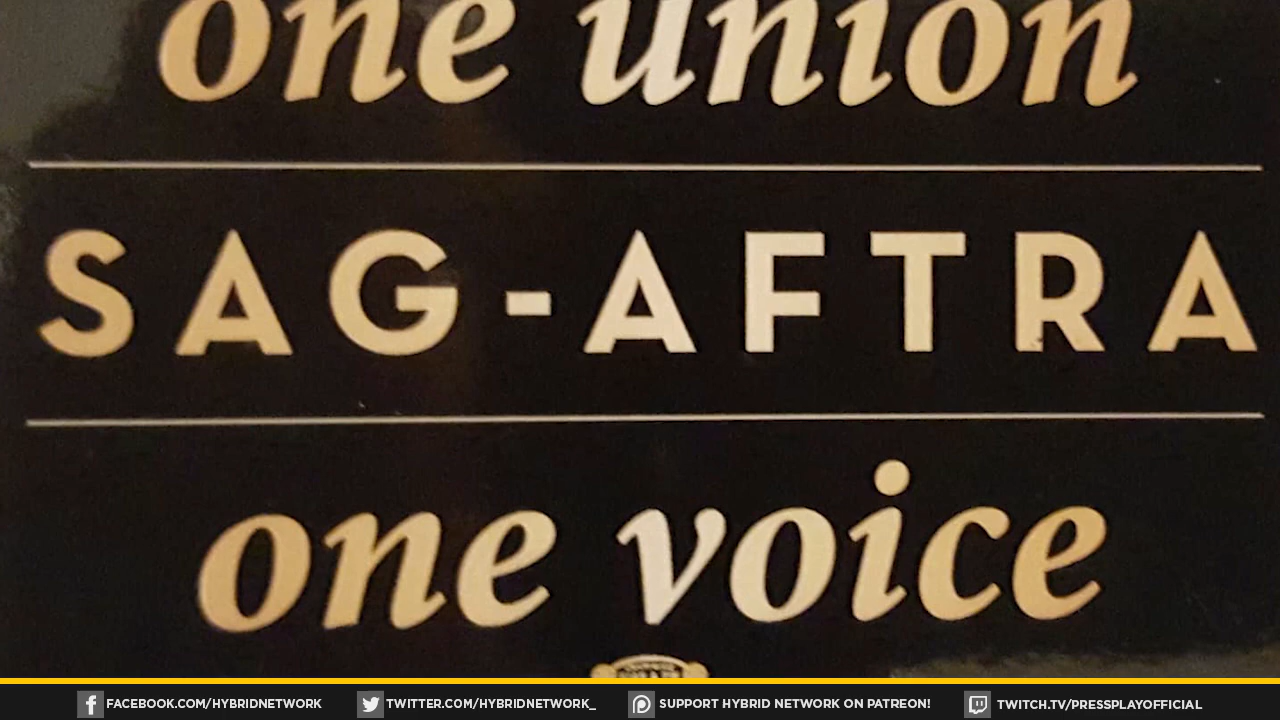 one union
SAG-AFTRA
one voice
FACEBOOK.COM/HYBRIDNETWORK TWITTER.COM/HYBRIDNETWORK_ SUPPORT HYBRID NETWORK ON PATREON! TWITCH.TV/PRESSPLAYOFFICIAL